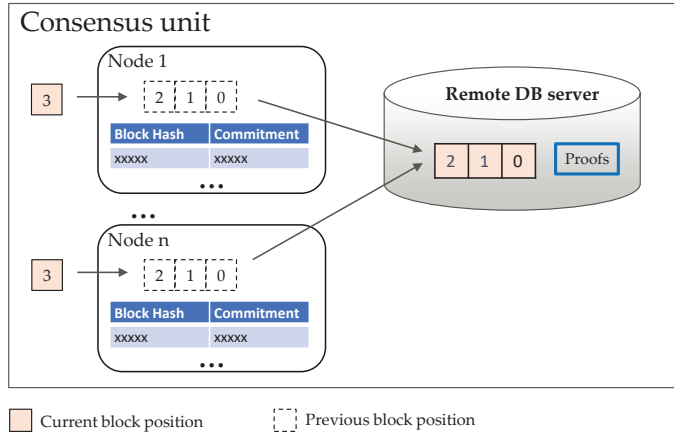 Consensus unit
Node 1
3
2 1 0
Block Hash Commitment
xxxxx xxxxx
...
Remote DB server
2 1 0 Proofs
...
Node n
3
2 1 0
Block Hash Commitment
xxxxx xxxxx
...
Current block position
Previous block position